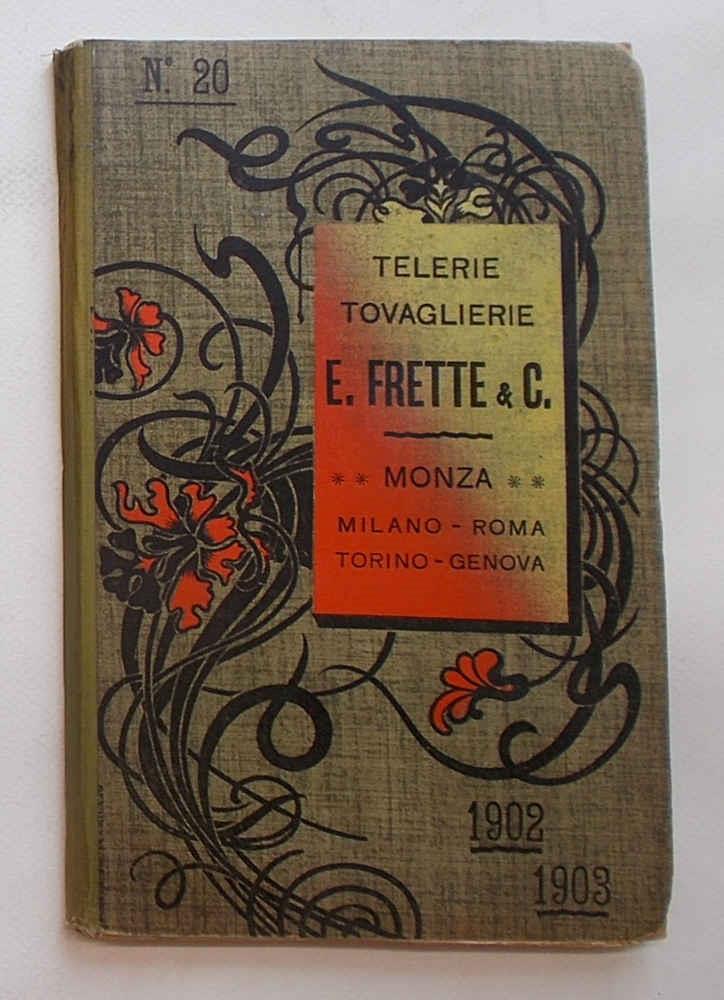 N.º 20
TELERIE
TOVAGLIERIE
E. FRETTE & C.
** MONZA **
MILANO - ROMA
TORINO - GENOVA
1902
1903